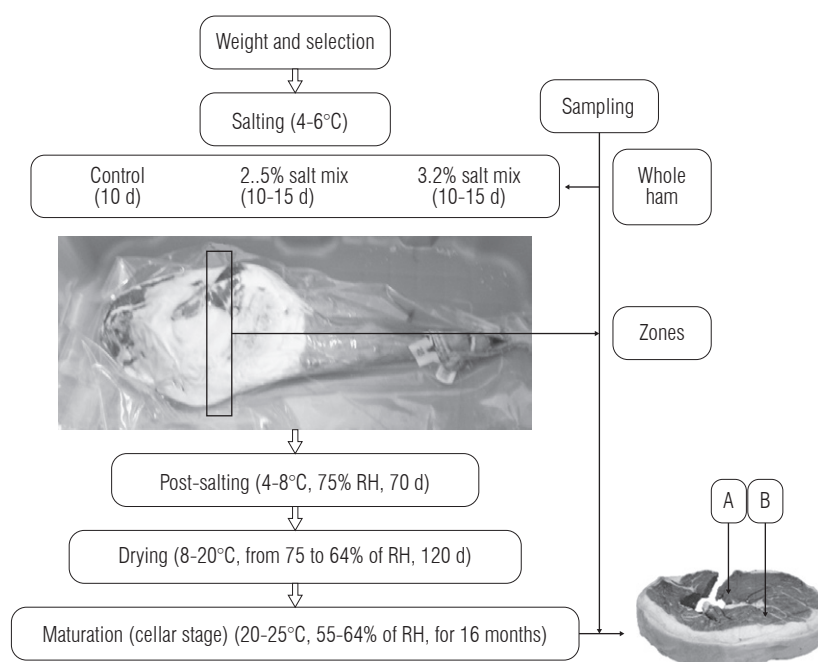 Weight and selection
Salting (4-6°C)
Sampling
Control
(10 d)
2..5% salt mix
(10-15 d)
3.2% salt mix
(10-15 d)
Whole
ham
Zones
Post-salting (4-8°C, 75% RH, 70 d)
A
B
Drying (8-20°C, from 75 to 64% of RH, 120 d)
Maturation (cellar stage) (20-25°C, 55-64% of RH, for 16 months)